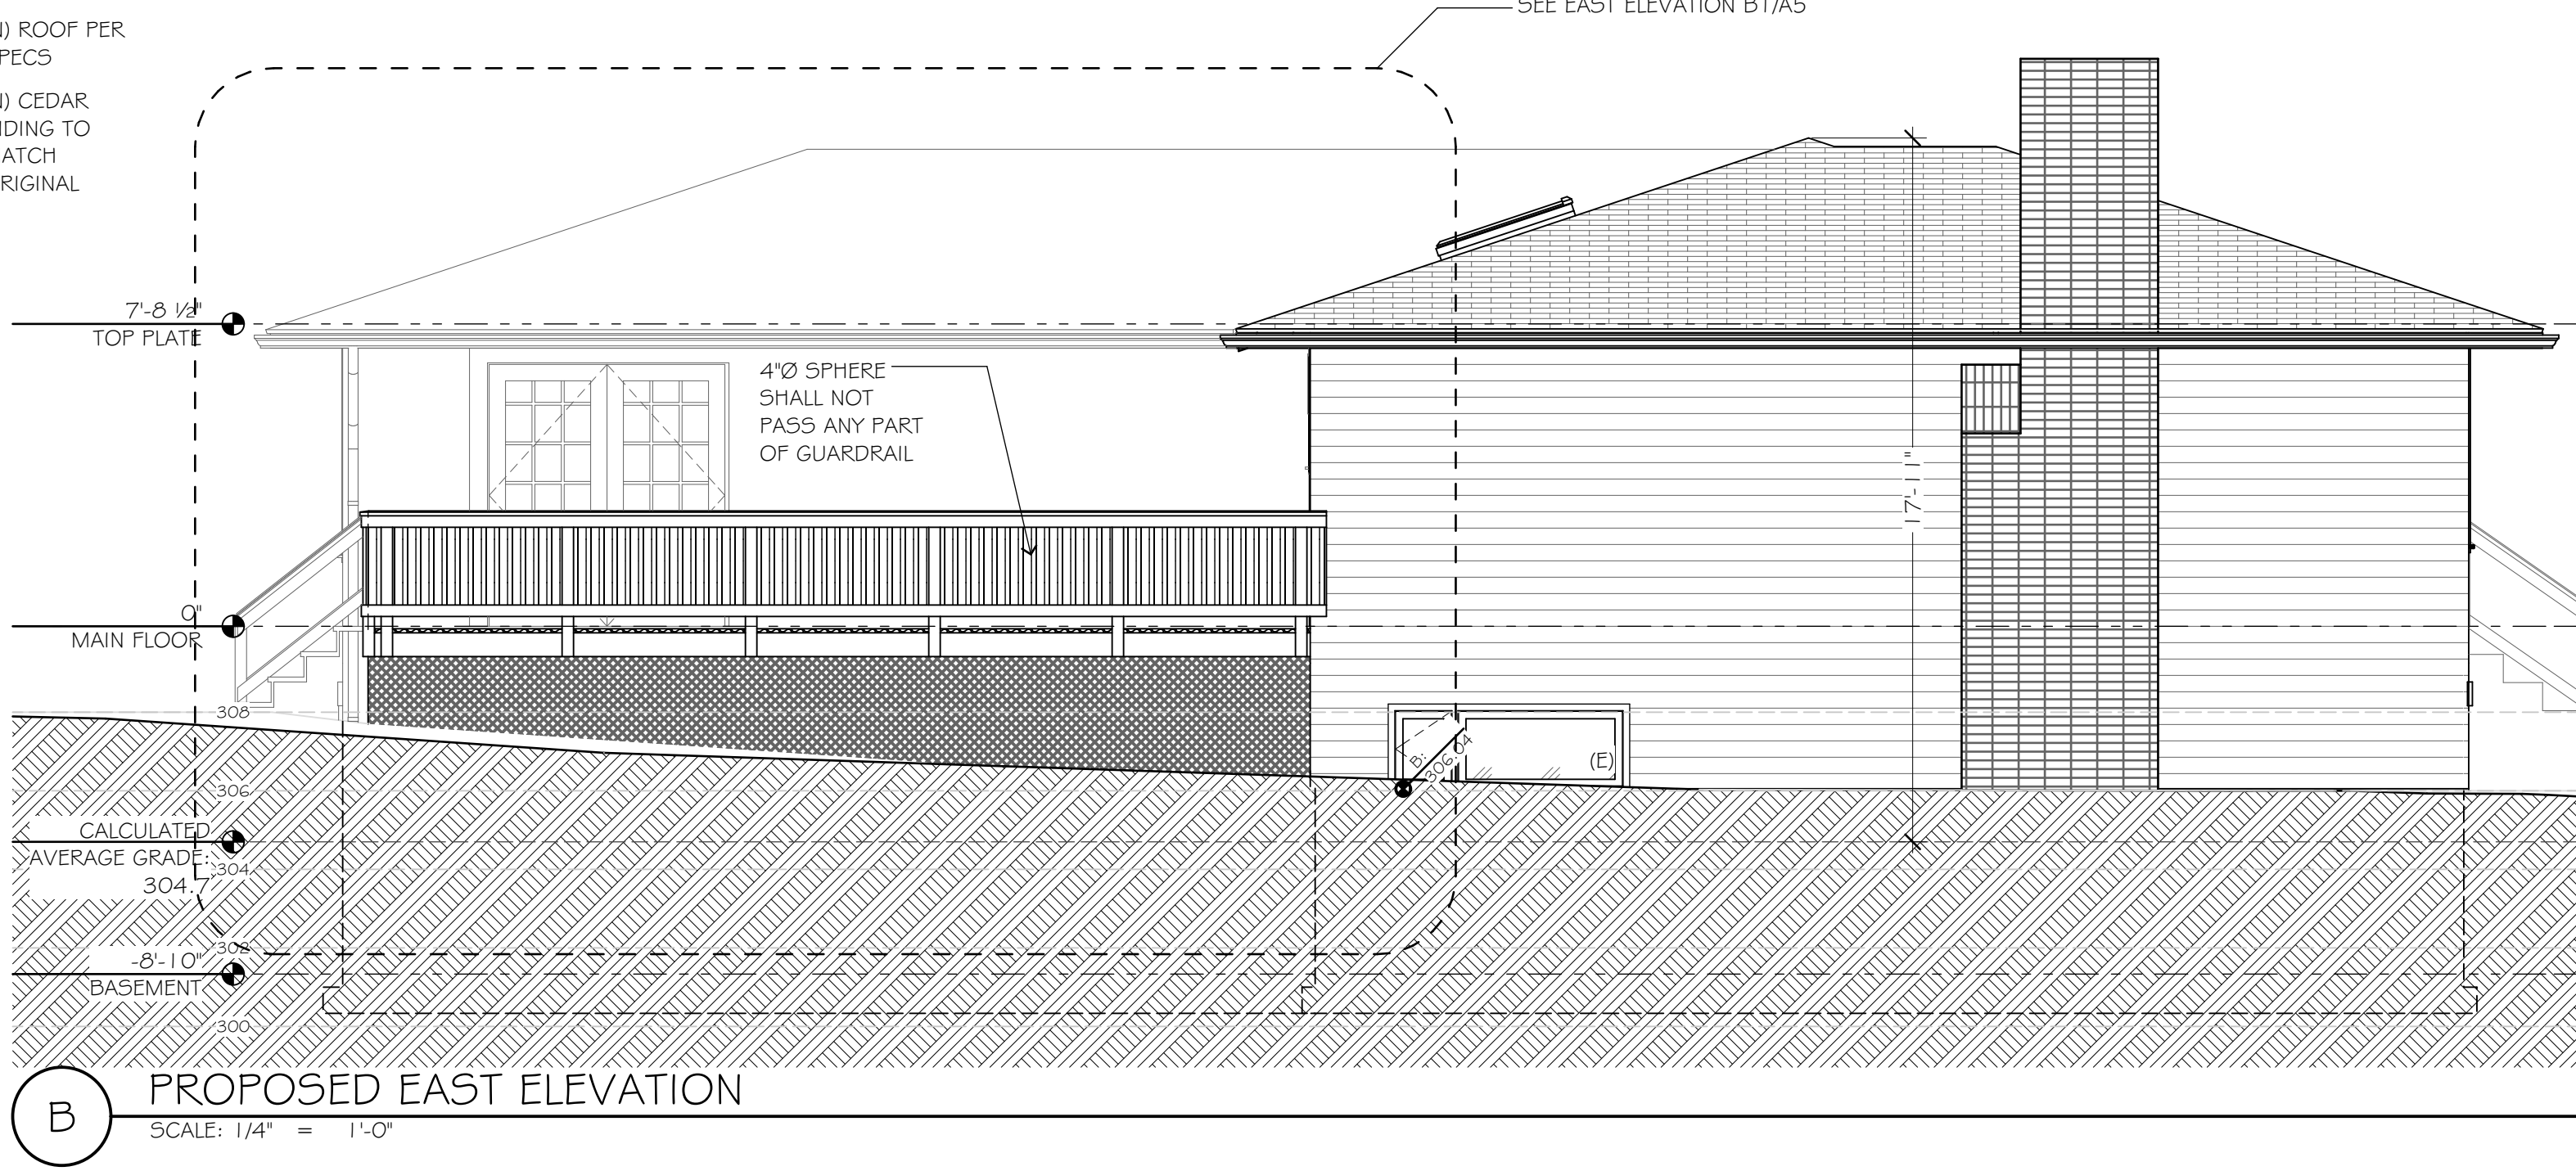 SEE EAST ELEVATION B1/A5
N) ROOF PER
PECS
N) CEDAR
IDING TO
ATCH
RIGINAL
7'-8 ½"
TOP PLATE
4"Ø SPHERE
SHALL NOT
PASS ANY PART
OF GUARDRAIL
17'-1"
0"
MAIN FLOOR
308
B:
306.04
(E)
306
CALCULATED
AVERAGE GRADE:
304.7
304
302
-8'-10"
BASEMENT
300
B
PROPOSED EAST ELEVATION
SCALE: 1/4" = 1'-0"